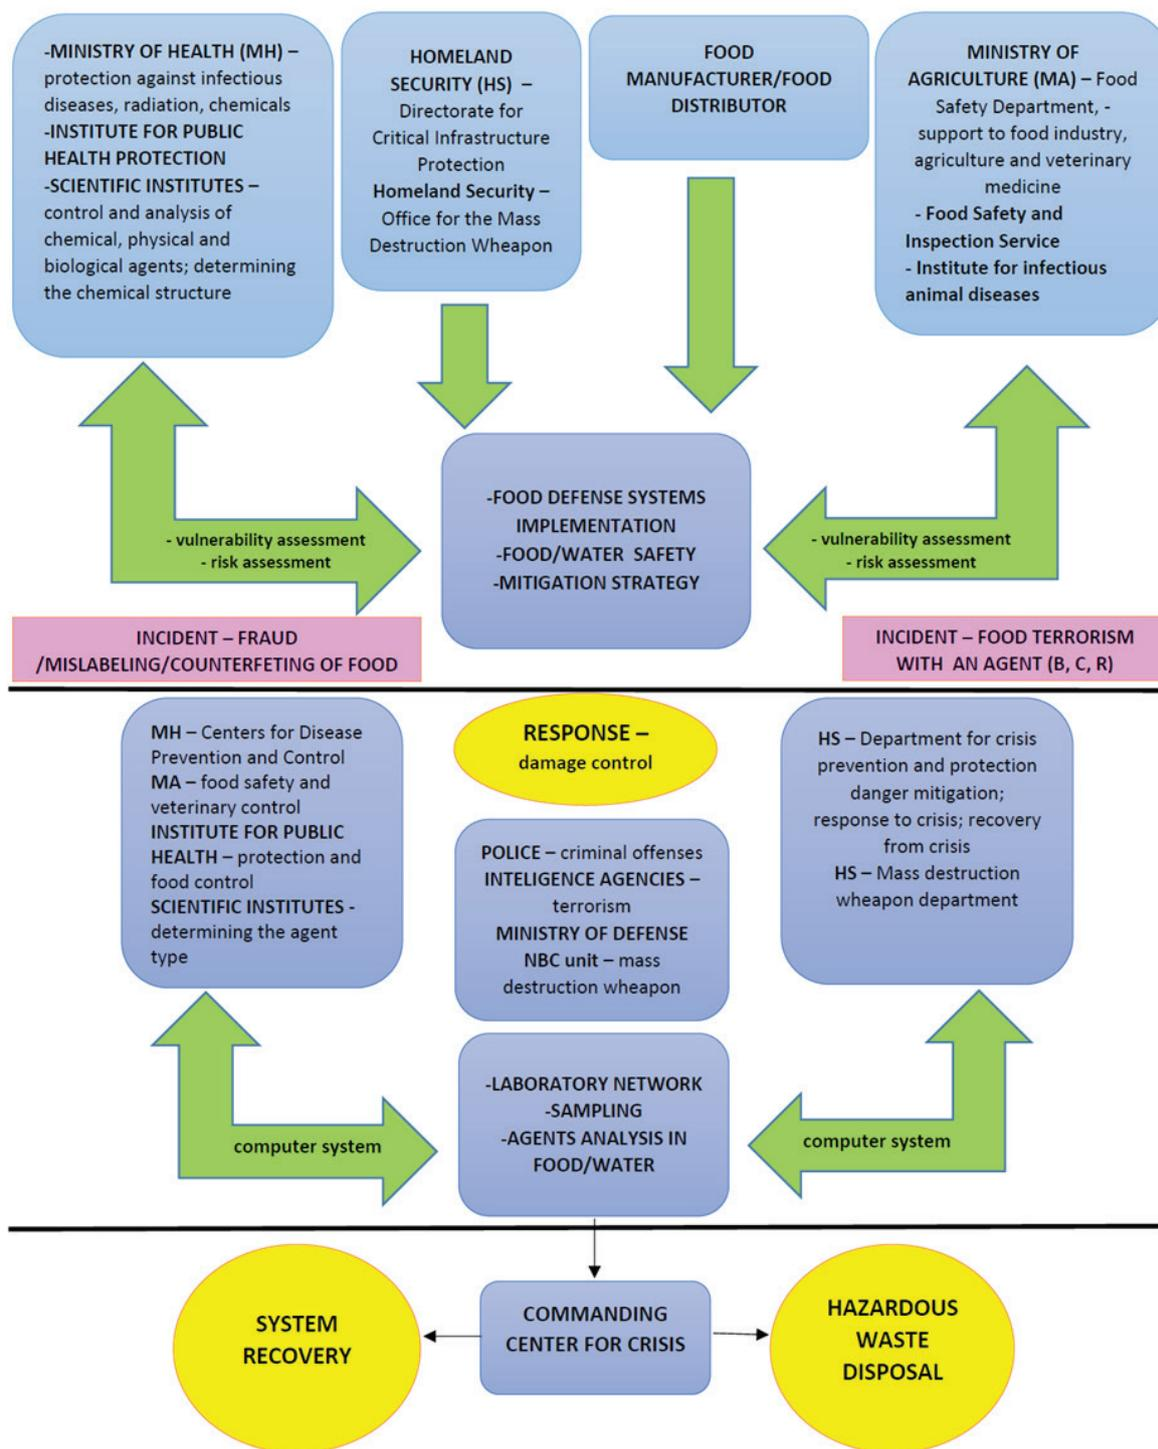 -MINISTRY OF HEALTH (MH) –
protection against infectious
diseases, radiation, chemicals
-INSTITUTE FOR PUBLIC
HEALTH PROTECTION
-SCIENTIFIC INSTITUTES –
control and analysis of
chemical, physical and
biological agents; determining
the chemical structure
HOMELAND
SECURITY (HS) –
Directorate for
Critical Infrastructure
Protection
Homeland Security –
Office for the Mass
Destruction Wheapon
FOOD
MANUFACTURER/FOOD
DISTRIBUTOR
MINISTRY OF
AGRICULTURE (MA) – Food
Safety Department, -
support to food industry,
agriculture and veterinary
medicine
- Food Safety and
Inspection Service
- Institute for infectious
animal diseases
- vulnerability assessment
- risk assessment
-FOOD DEFENSE SYSTEMS
IMPLEMENTATION
-FOOD/WATER SAFETY
-MITIGATION STRATEGY
- vulnerability assessment
- risk assessment
INCIDENT – FRAUD
/MISLABELING/COUNTERFETING OF FOOD
INCIDENT – FOOD TERRORISM
WITH AN AGENT (B, C, R)
MH – Centers for Disease
Prevention and Control
MA – food safety and
veterinary control
INSTITUTE FOR PUBLIC
HEALTH – protection and
food control
SCIENTIFIC INSTITUTES -
determining the agent
type
RESPONSE –
damage control
POLICE – criminal offenses
INTELIGENCE AGENCIES –
terrorism
MINISTRY OF DEFENSE
NBC unit – mass
destruction wheapon
HS – Department for crisis
prevention and protection
danger mitigation;
response to crisis; recovery
from crisis
HS – Mass destruction
wheapon department
computer system
-LABORATORY NETWORK
-SAMPLING
-AGENTS ANALYSIS IN
FOOD/WATER
computer system
SYSTEM
RECOVERY
COMMANDING
CENTER FOR CRISIS
HAZARDOUS
WASTE
DISPOSAL